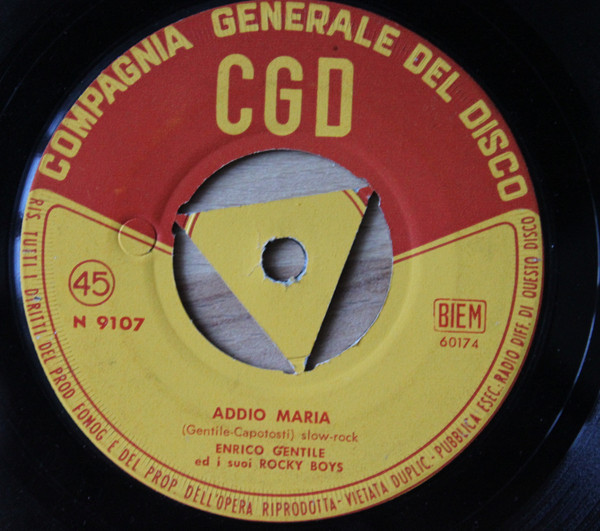 COMPAGNIA GENERALE DEL DISCO
CGD
45
N 9107
BIEM
60174
ADDIO MARIA
(Gentile-Capotosti) slow-rock
ENRICO GENTILE
ed i suoi ROCKY BOYS
RIS. TUTTI I DIRITTI DEL PROD FONOG E DEL PROP. DELL'OPERA RIPRODOTTA - VIETATA DUPLIC. - PUBBLICA ESEC. RADIO DIFF. DI QUESTO DISCO